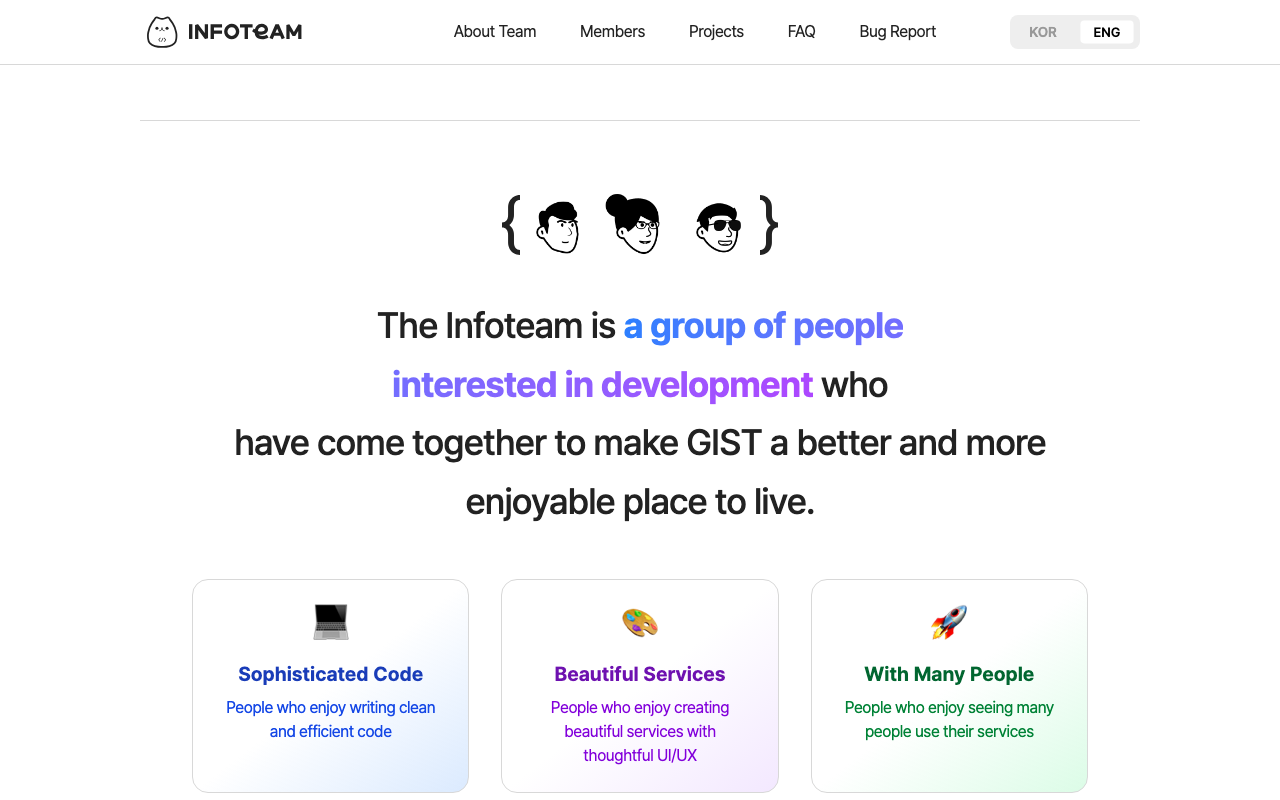 INFOTEAM
About Team
Members
Projects
FAQ
Bug Report
KOR
ENG
{ }
The Infoteam is a group of people
interested in development who
have come together to make GIST a better and more
enjoyable place to live.
Sophisticated Code
People who enjoy writing clean
and efficient code
Beautiful Services
People who enjoy creating
beautiful services with
thoughtful UI/UX
With Many People
People who enjoy seeing many
people use their services